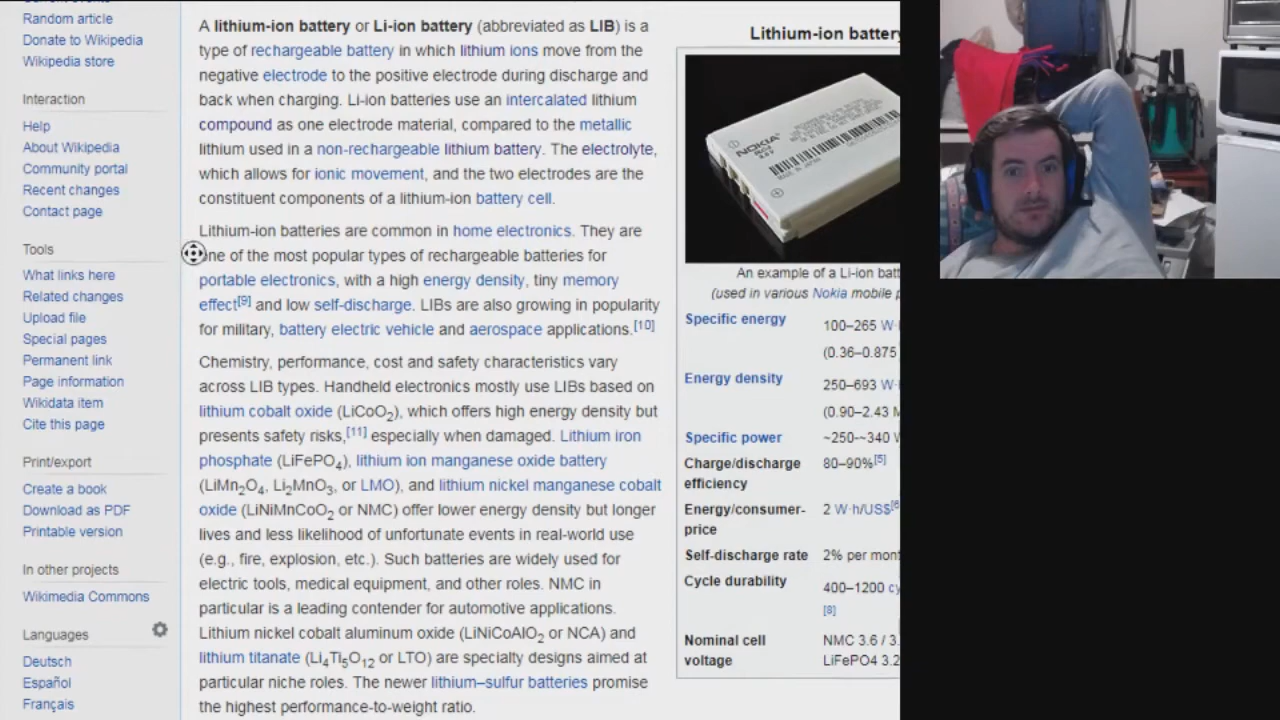 Random article
Donate to Wikipedia
Wikipedia store
Interaction
Help
About Wikipedia
Community portal
Recent changes
Contact page
Tools
What links here
Related changes
Upload file
Special pages
Permanent link
Page information
Wikidata item
Cite this page
Print/export
Create a book
Download as PDF
Printable version
In other projects
Wikimedia Commons
Languages
Deutsch
Español
Français
A lithium-ion battery or Li-ion battery (abbreviated as LIB) is a
type of rechargeable battery in which lithium ions move from the
negative electrode to the positive electrode during discharge and
back when charging. Li-ion batteries use an intercalated lithium
compound as one electrode material, compared to the metallic
lithium used in a non-rechargeable lithium battery. The electrolyte,
which allows for ionic movement, and the two electrodes are the
constituent components of a lithium-ion battery cell.
Lithium-ion batteries are common in home electronics. They are
one of the most popular types of rechargeable batteries for
portable electronics, with a high energy density, tiny memory
effect[9] and low self-discharge. LIBs are also growing in popularity
for military, battery electric vehicle and aerospace applications.[10]
Chemistry, performance, cost and safety characteristics vary
across LIB types. Handheld electronics mostly use LIBs based on
lithium cobalt oxide (LiCoO2), which offers high energy density but
presents safety risks,[11] especially when damaged. Lithium iron
phosphate (LiFePO4), lithium ion manganese oxide battery
(LiMn2O4, Li2MnO3, or LMO), and lithium nickel manganese cobalt
oxide (LiNiMnCoO2 or NMC) offer lower energy density but longer
lives and less likelihood of unfortunate events in real-world use
(e.g., fire, explosion, etc.). Such batteries are widely used for
electric tools, medical equipment, and other roles. NMC in
particular is a leading contender for automotive applications.
Lithium nickel cobalt aluminum oxide (LiNiCoAlO2 or NCA) and
lithium titanate (Li4Ti5O12 or LTO) are specialty designs aimed at
particular niche roles. The newer lithium–sulfur batteries promise
the highest performance-to-weight ratio.
Lithium-ion battery
NOKIA
MADE IN JAPAN
An example of a Li-ion batt
(used in various Nokia mobile p
Specific energy 100–265 W
(0.36–0.875
Energy density 250–693 W
(0.90–2.43 M
Specific power ~250-~340 W
Charge/discharge 80–90%[5]
efficiency
Energy/consumer- 2 W·h/US$[6
price
Self-discharge rate 2% per mont
Cycle durability 400–1200 cy
[8]
Nominal cell NMC 3.6 / 3.
voltage LiFePO4 3.2